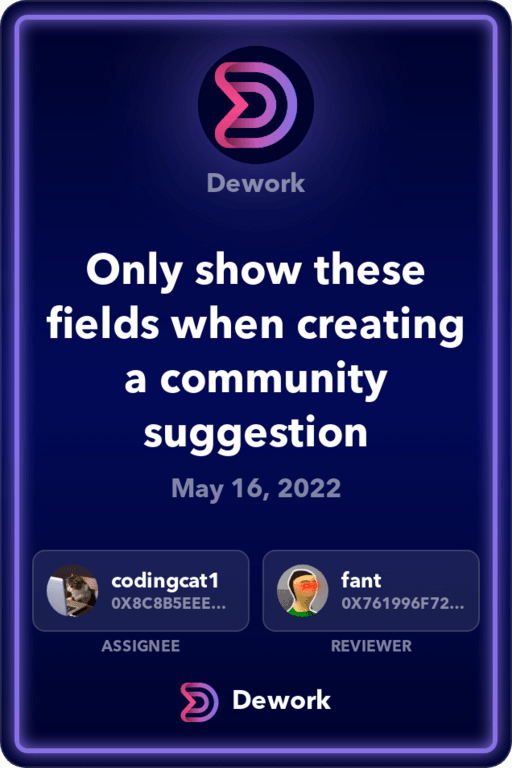 Dework
Only show these
fields when creating
a community
suggestion
May 16, 2022
codingcat1
0X8C8B5EEE...
fant
0X761996F72...
ASSIGNEE
REVIEWER
Dework